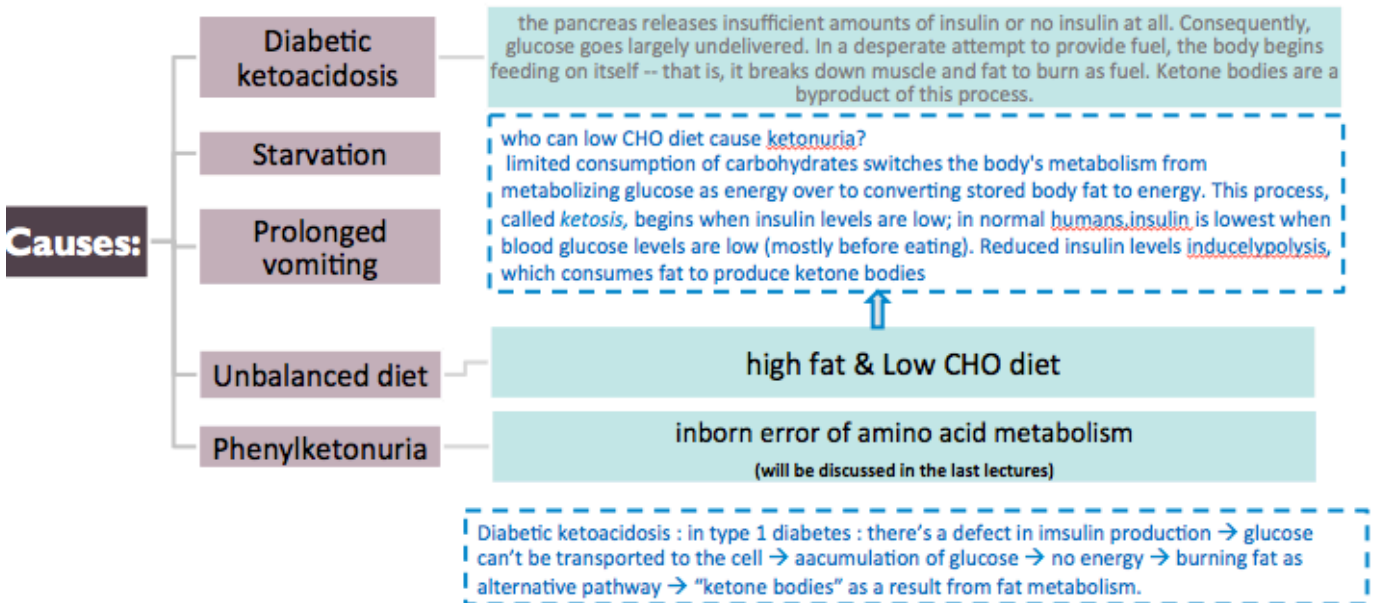 Causes:
Diabetic
ketoacidosis
the pancreas releases insufficient amounts of insulin or no insulin at all. Consequently,
glucose goes largely undelivered. In a desperate attempt to provide fuel, the body begins
feeding on itself -- that is, it breaks down muscle and fat to burn as fuel. Ketone bodies are a
byproduct of this process.
Starvation
Prolonged
vomiting
who can low CHO diet cause ketonuria?
limited consumption of carbohydrates switches the body's metabolism from
metabolizing glucose as energy over to converting stored body fat to energy. This process,
called ketosis, begins when insulin levels are low; in normal humans,insulin is lowest when
blood glucose levels are low (mostly before eating). Reduced insulin levels inducelypolysis,
which consumes fat to produce ketone bodies
Unbalanced diet
high fat & Low CHO diet
Phenylketonuria
inborn error of amino acid metabolism
(will be discussed in the last lectures)
Diabetic ketoacidosis : in type 1 diabetes : there's a defect in imsulin production → glucose
can't be transported to the cell → aacumulation of glucose → no energy → burning fat as
alternative pathway → "ketone bodies" as a result from fat metabolism.